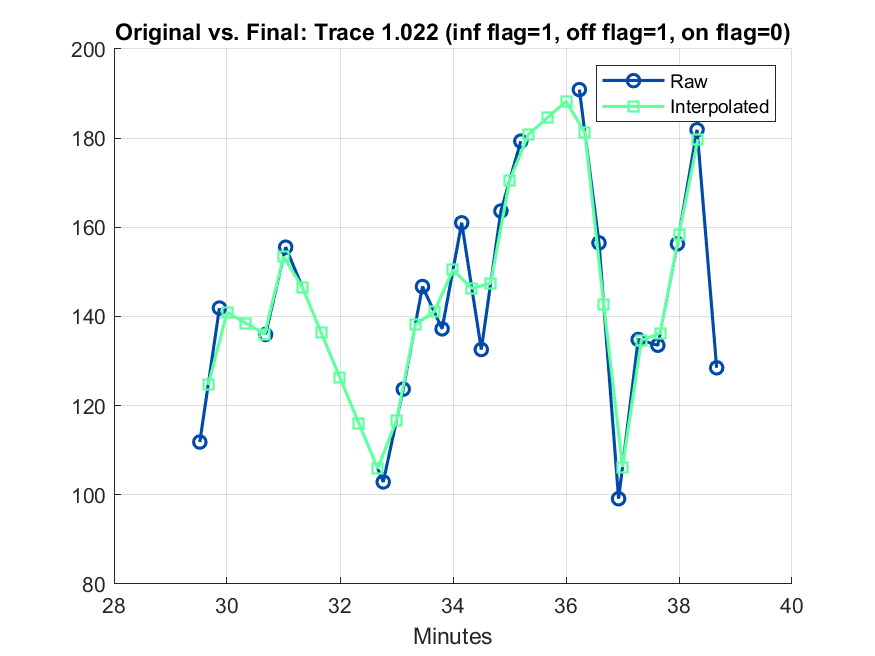 Original vs. Final: Trace 1.022 (inf flag=1, off flag=1, on flag=0)
200
180
160
140
120
100
80
28 30 32 34 36 38 40
Minutes
Raw
Interpolated